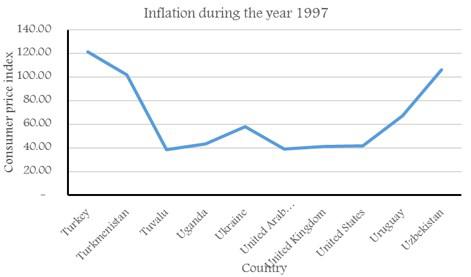 Inflation during the year 1997
Consumer price index
140.00
120.00
100.00
80.00
60.00
40.00
20.00
-
Turkey
Turkmenistan
Tuvalu
Uganda
Ukraine
United Arab...
United Kingdom
United States
Uruguay
Uzbekistan
Country